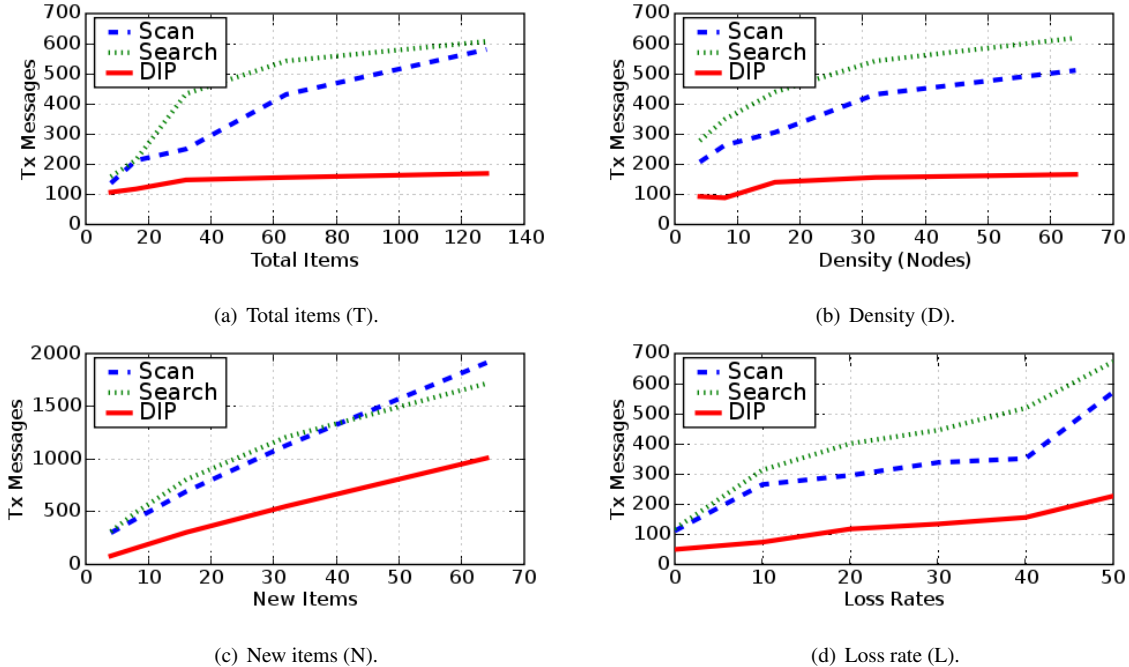 700
600
500
400
300
200
100
0
Tx Messages
Scan
Search
DIP
0 20 40 60 80 100 120 140
Total Items
(a) Total items (T).
700
600
500
400
300
200
100
0
Tx Messages
Scan
Search
DIP
0 10 20 30 40 50 60 70
Density (Nodes)
(b) Density (D).
2000
1500
1000
500
0
Tx Messages
Scan
Search
DIP
0 10 20 30 40 50 60 70
New Items
(c) New items (N).
700
600
500
400
300
200
100
0
Tx Messages
Scan
Search
DIP
0 10 20 30 40 50
Loss Rates
(d) Loss rate (L).